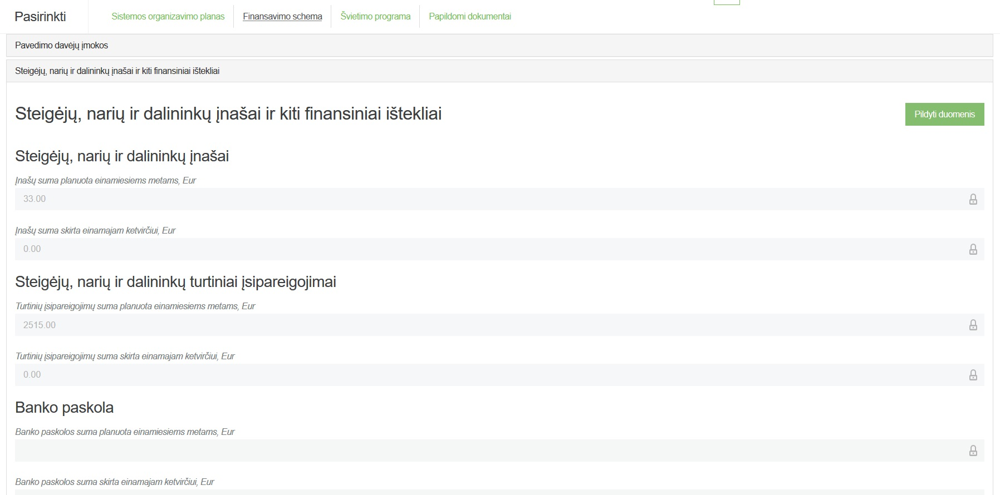 Pasirinkti
Sistemos organizavimo planas
Finansavimo schema
Švietimo programa
Papildomi dokumentai
Pavedimo davėjų įmokos
Steigėjų, narių ir dalininkų įnašai ir kiti finansiniai ištekliai
Steigėjų, narių ir dalininkų įnašai ir kiti finansiniai ištekliai
Pildyti duomenis
Steigėjų, narių ir dalininkų įnašai
Įnašų suma planuota einamiesiems metams, Eur
33.00
Įnašų suma skirta einamajam ketvirčiui, Eur
0.00
Steigėjų, narių ir dalininkų turtiniai įsipareigojimai
Turtinių įsipareigojimų suma planuota einamiesiems metams, Eur
2515.00
Turtinių įsipareigojimų suma skirta einamajam ketvirčiui, Eur
0.00
Banko paskola
Banko paskolos suma planuota einamiesiems metams, Eur
Banko paskolos suma skirta einamajam ketvirčiui, Eur